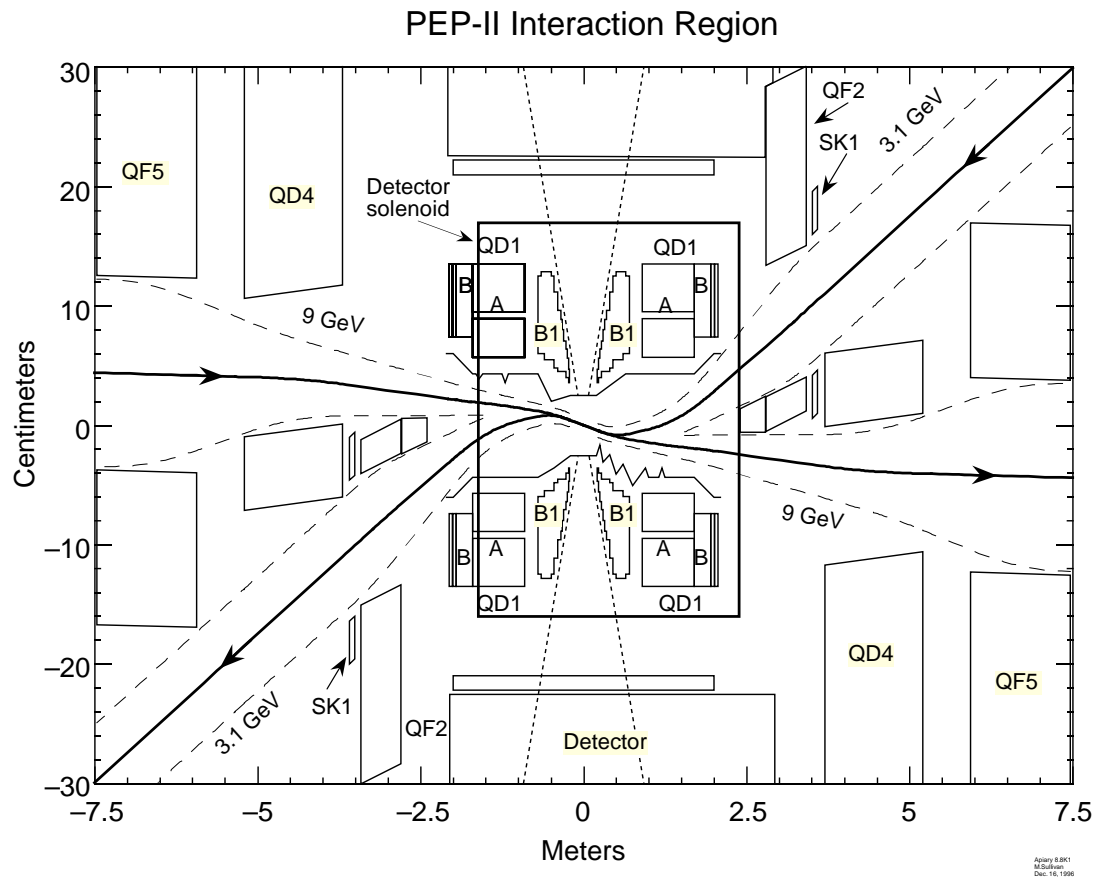 PEP-II Interaction Region
30
20
10
0
–10
–20
–30
Centimeters
–7.5
–5
–2.5
0
2.5
5
7.5
Meters
QF5
QD4
Detector
solenoid
QF2
SK1
3.1 GeV
9 GeV
QD1
QD1
B
A
B1
B1
A
B
B1
B1
B
A
A
B
QD1
QD1
9 GeV
SK1
3.1 GeV
QF2
Detector
QD4
QF5
Apiary 8.8K1
M.Sullivan
Dec. 16, 1996